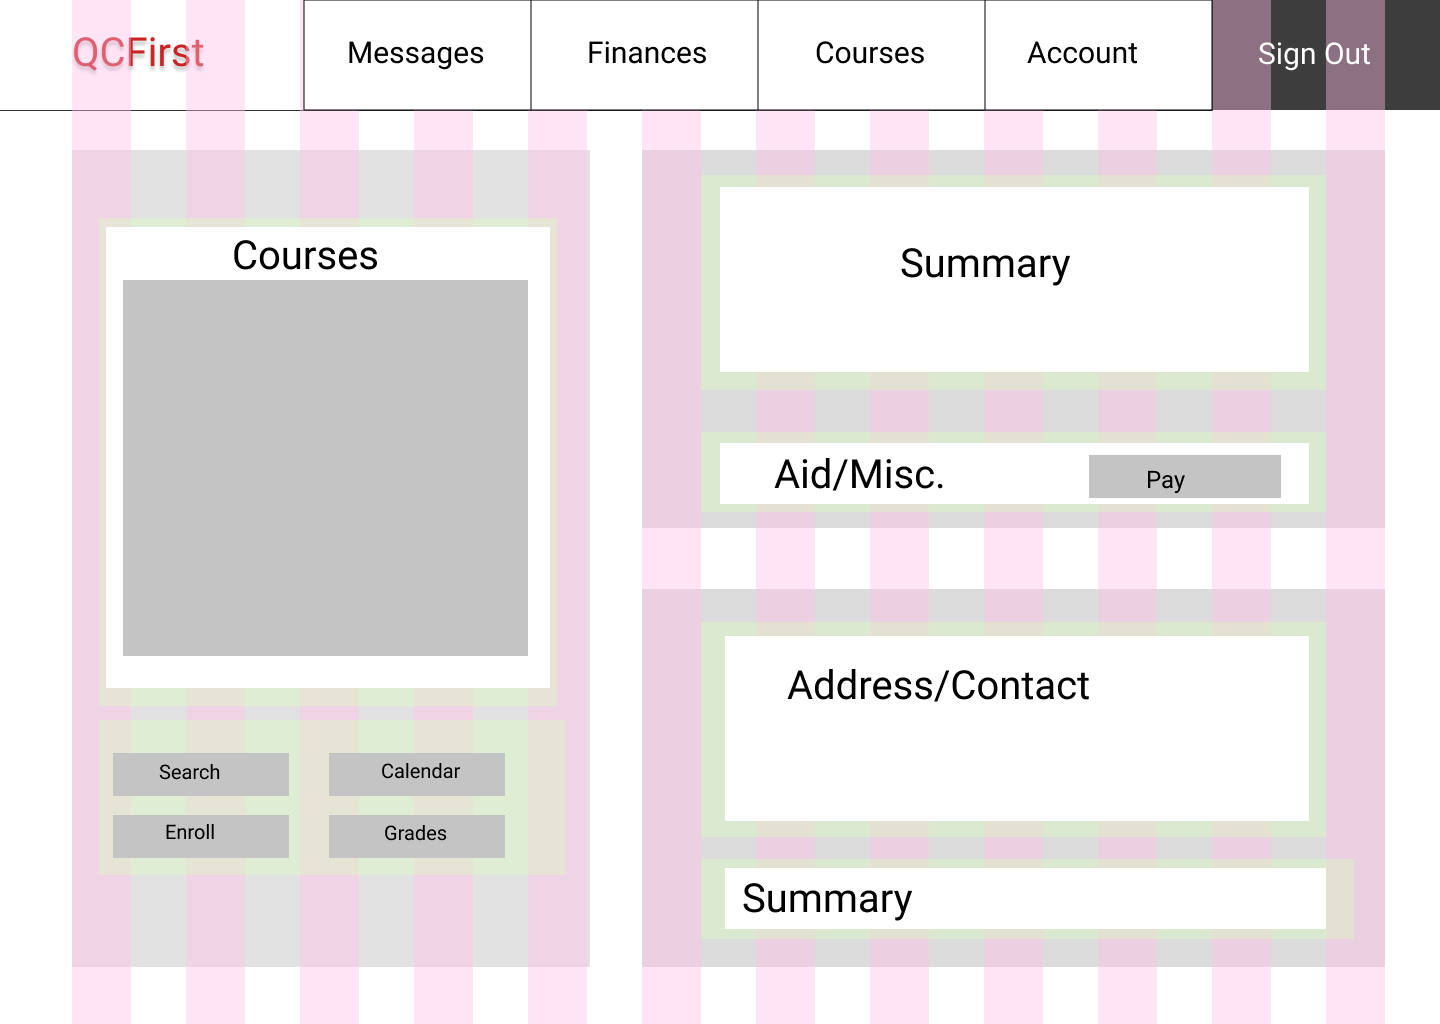 QCFirst
Messages
Finances
Courses
Account
Sign Out
Courses
Search
Calendar
Enroll
Grades
Summary
Aid/Misc.
Pay
Address/Contact
Summary